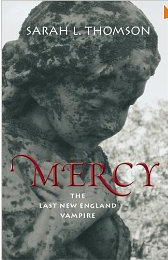 SARAH L. THOMSON
MERCY
THE
LAST NEW ENGLAND
VAMPIRE